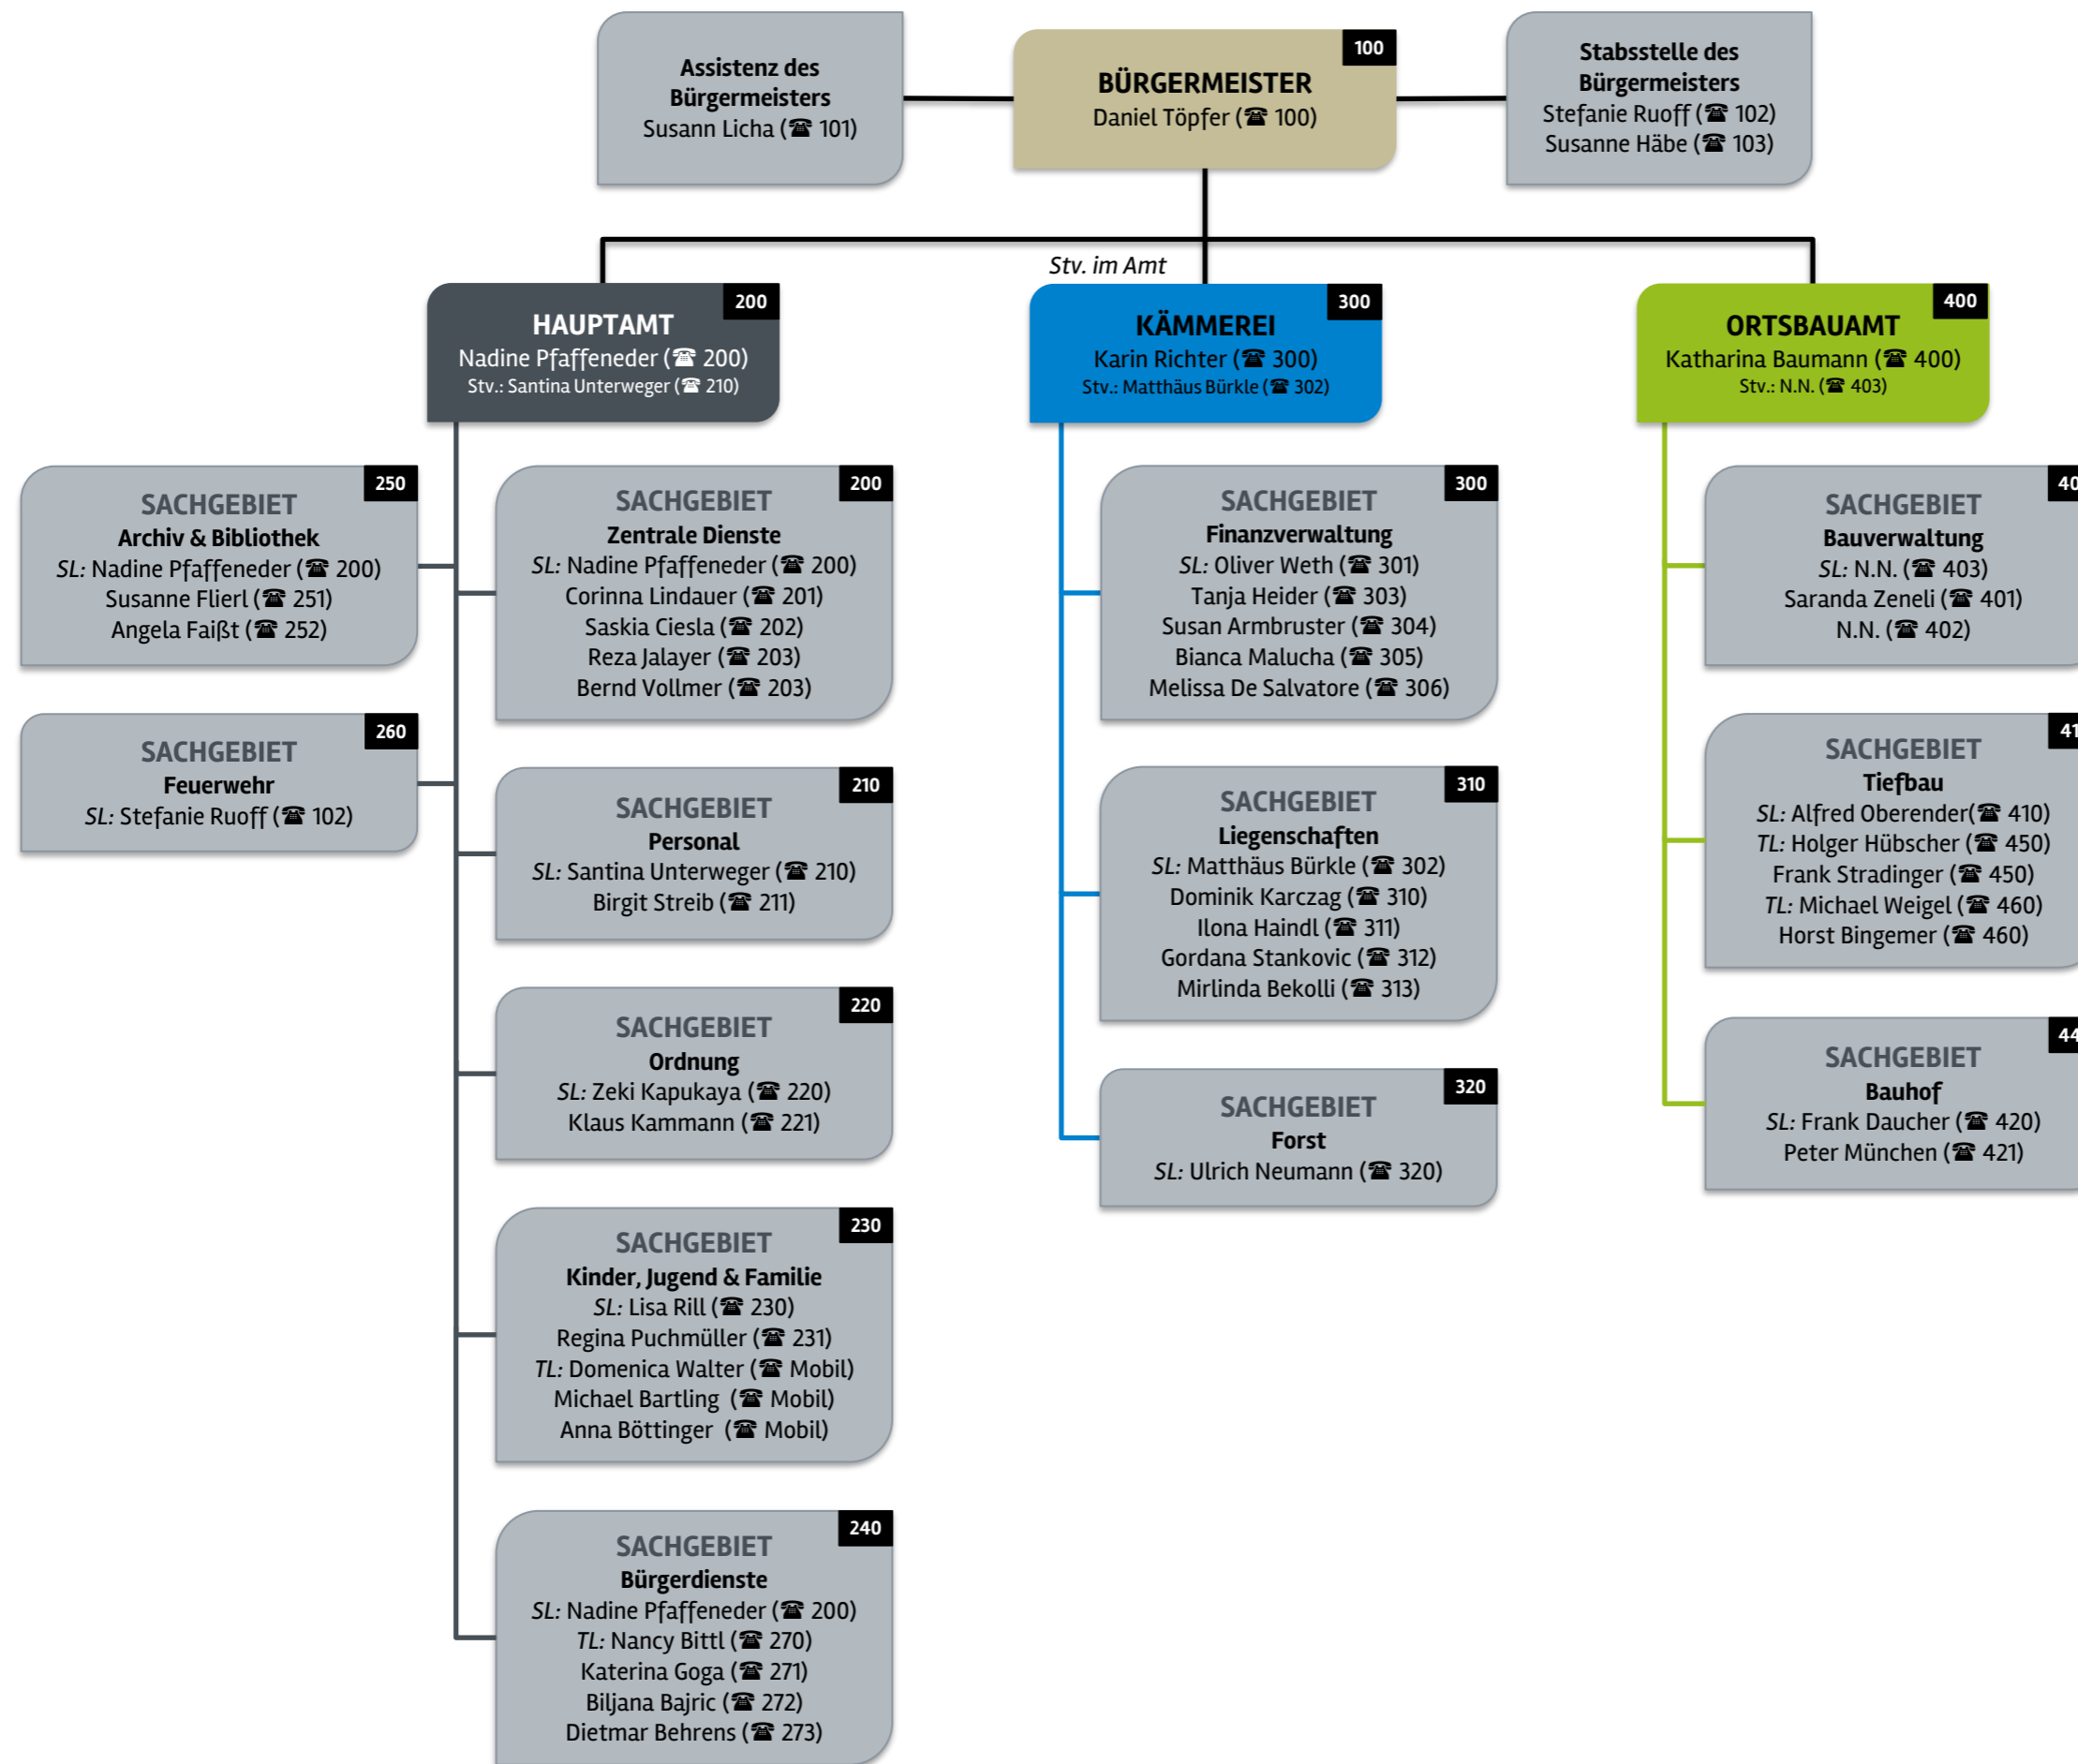 Assistenz des
Bürgermeisters
Susann Licha (☎ 101)
100
BÜRGERMEISTER
Daniel Töpfer (☎ 100)
Stabsstelle des
Bürgermeisters
Stefanie Ruoff (☎ 102)
Susanne Häbe (☎ 103)
Stv. im Amt
200
HAUPTAMT
Nadine Pfaffeneder (☎ 200)
Stv.: Santina Unterweger (☎ 210)
300
KÄMMEREI
Karin Richter (☎ 300)
Stv.: Matthäus Bürkle (☎ 302)
400
ORTSBAUAMT
Katharina Baumann (☎ 400)
Stv.: N.N. (☎ 403)
250
SACHGEBIET
Archiv & Bibliothek
SL: Nadine Pfaffeneder (☎ 200)
Susanne Flierl (☎ 251)
Angela Faißt (☎ 252)
260
SACHGEBIET
Feuerwehr
SL: Stefanie Ruoff (☎ 102)
200
SACHGEBIET
Zentrale Dienste
SL: Nadine Pfaffeneder (☎ 200)
Corinna Lindauer (☎ 201)
Saskia Ciesla (☎ 202)
Reza Jalayer (☎ 203)
Bernd Vollmer (☎ 203)
210
SACHGEBIET
Personal
SL: Santina Unterweger (☎ 210)
Birgit Streib (☎ 211)
220
SACHGEBIET
Ordnung
SL: Zeki Kapukaya (☎ 220)
Klaus Kammann (☎ 221)
230
SACHGEBIET
Kinder, Jugend & Familie
SL: Lisa Rill (☎ 230)
Regina Puchmüller (☎ 231)
TL: Domenica Walter (☎ Mobil)
Michael Bartling (☎ Mobil)
Anna Böttinger (☎ Mobil)
240
SACHGEBIET
Bürgerdienste
SL: Nadine Pfaffeneder (☎ 200)
TL: Nancy Bittl (☎ 270)
Katerina Goga (☎ 271)
Biljana Bajric (☎ 272)
Dietmar Behrens (☎ 273)
300
SACHGEBIET
Finanzverwaltung
SL: Oliver Weth (☎ 301)
Tanja Heider (☎ 303)
Susan Armbruster (☎ 304)
Bianca Malucha (☎ 305)
Melissa De Salvatore (☎ 306)
310
SACHGEBIET
Liegenschaften
SL: Matthäus Bürkle (☎ 302)
Dominik Karczag (☎ 310)
Ilona Haindl (☎ 311)
Gordana Stankovic (☎ 312)
Mirlinda Bekolli (☎ 313)
320
SACHGEBIET
Forst
SL: Ulrich Neumann (☎ 320)
SACHGEBIET
Bauverwaltung
SL: N.N. (☎ 403)
Saranda Zeneli (☎ 401)
N.N. (☎ 402)
SACHGEBIET
Tiefbau
SL: Alfred Oberender(☎ 410)
TL: Holger Hübscher (☎ 450)
Frank Stradinger (☎ 450)
TL: Michael Weigel (☎ 460)
Horst Bingemer (☎ 460)
SACHGEBIET
Bauhof
SL: Frank Daucher (☎ 420)
Peter München (☎ 421)